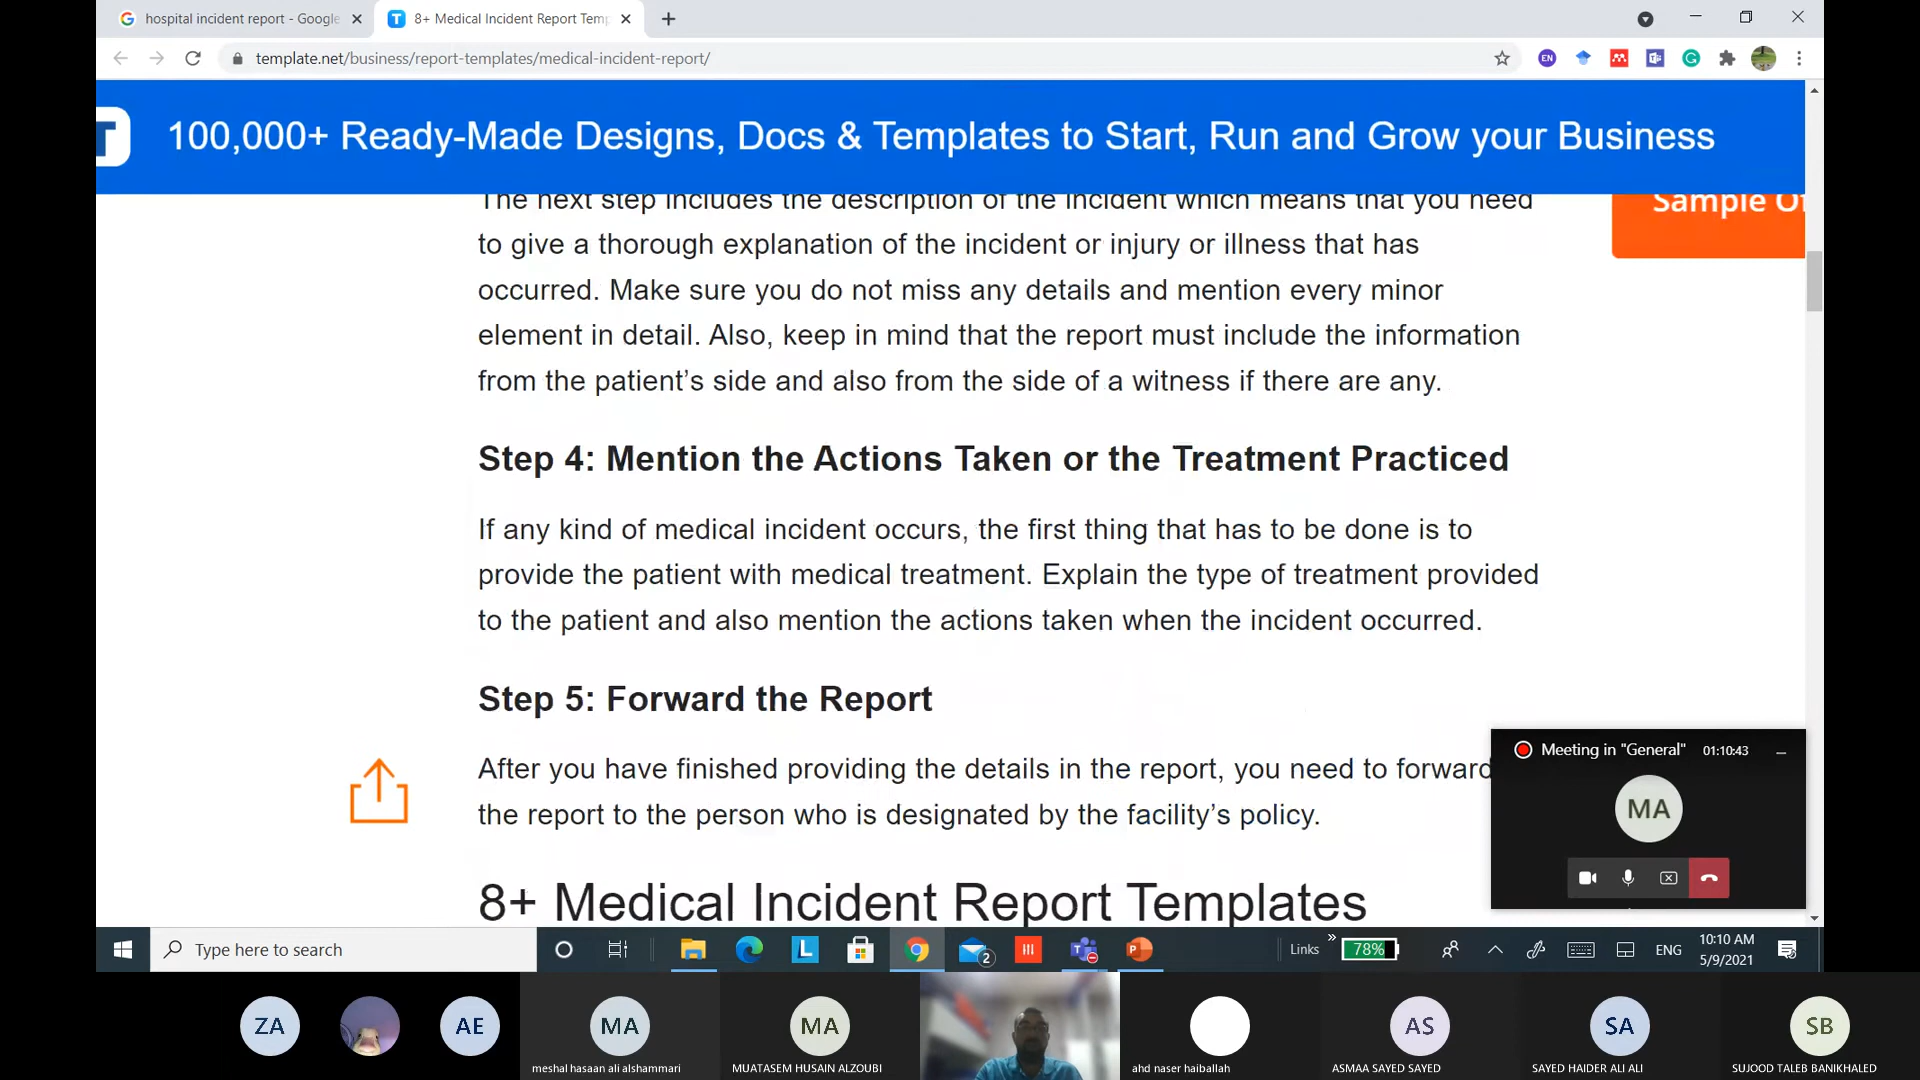 hospital incident report - Google
8+ Medical Incident Report Temp
template.net/business/report-templates/medical-incident-report/
EN
T
100,000+ Ready-Made Designs, Docs & Templates to Start, Run and Grow your Business
The next step includes the description of the incident which means that you need
to give a thorough explanation of the incident or injury or illness that has
occurred. Make sure you do not miss any details and mention every minor
element in detail. Also, keep in mind that the report must include the information
from the patient's side and also from the side of a witness if there are any.
Sample Of
Step 4: Mention the Actions Taken or the Treatment Practiced
If any kind of medical incident occurs, the first thing that has to be done is to
provide the patient with medical treatment. Explain the type of treatment provided
to the patient and also mention the actions taken when the incident occurred.
Step 5: Forward the Report
After you have finished providing the details in the report, you need to forward
the report to the person who is designated by the facility's policy.
8+ Medical Incident Report Templates
Meeting in "General" 01:10:43
MA
Type here to search
L
2
Links
78%
ENG
10:10 AM
5/9/2021
ZA
AE
MA
meshal hasaan ali alshammari
MA
MUATASEM HUSAIN ALZOUBI
ahd naser haiballah
AS
ASMAA SAYED SAYED
SA
SAYED HAIDER ALI ALI
SB
SUJOOD TALEB BANIKHALED